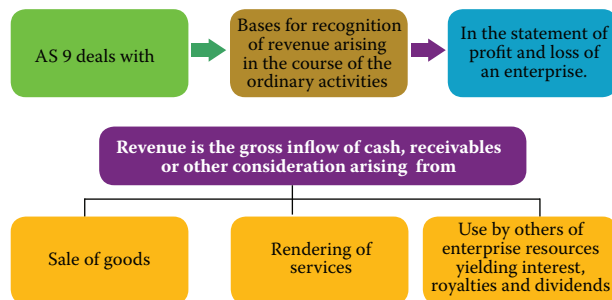 AS 9 deals with
Bases for recognition
of revenue arising
in the course of the
ordinary activities
In the statement of
profit and loss of
an enterprise.
Revenue is the gross inflow of cash, receivables
or other consideration arising from
Sale of goods
Rendering of
services
Use by others of
enterprise resources
yielding interest,
royalties and dividends